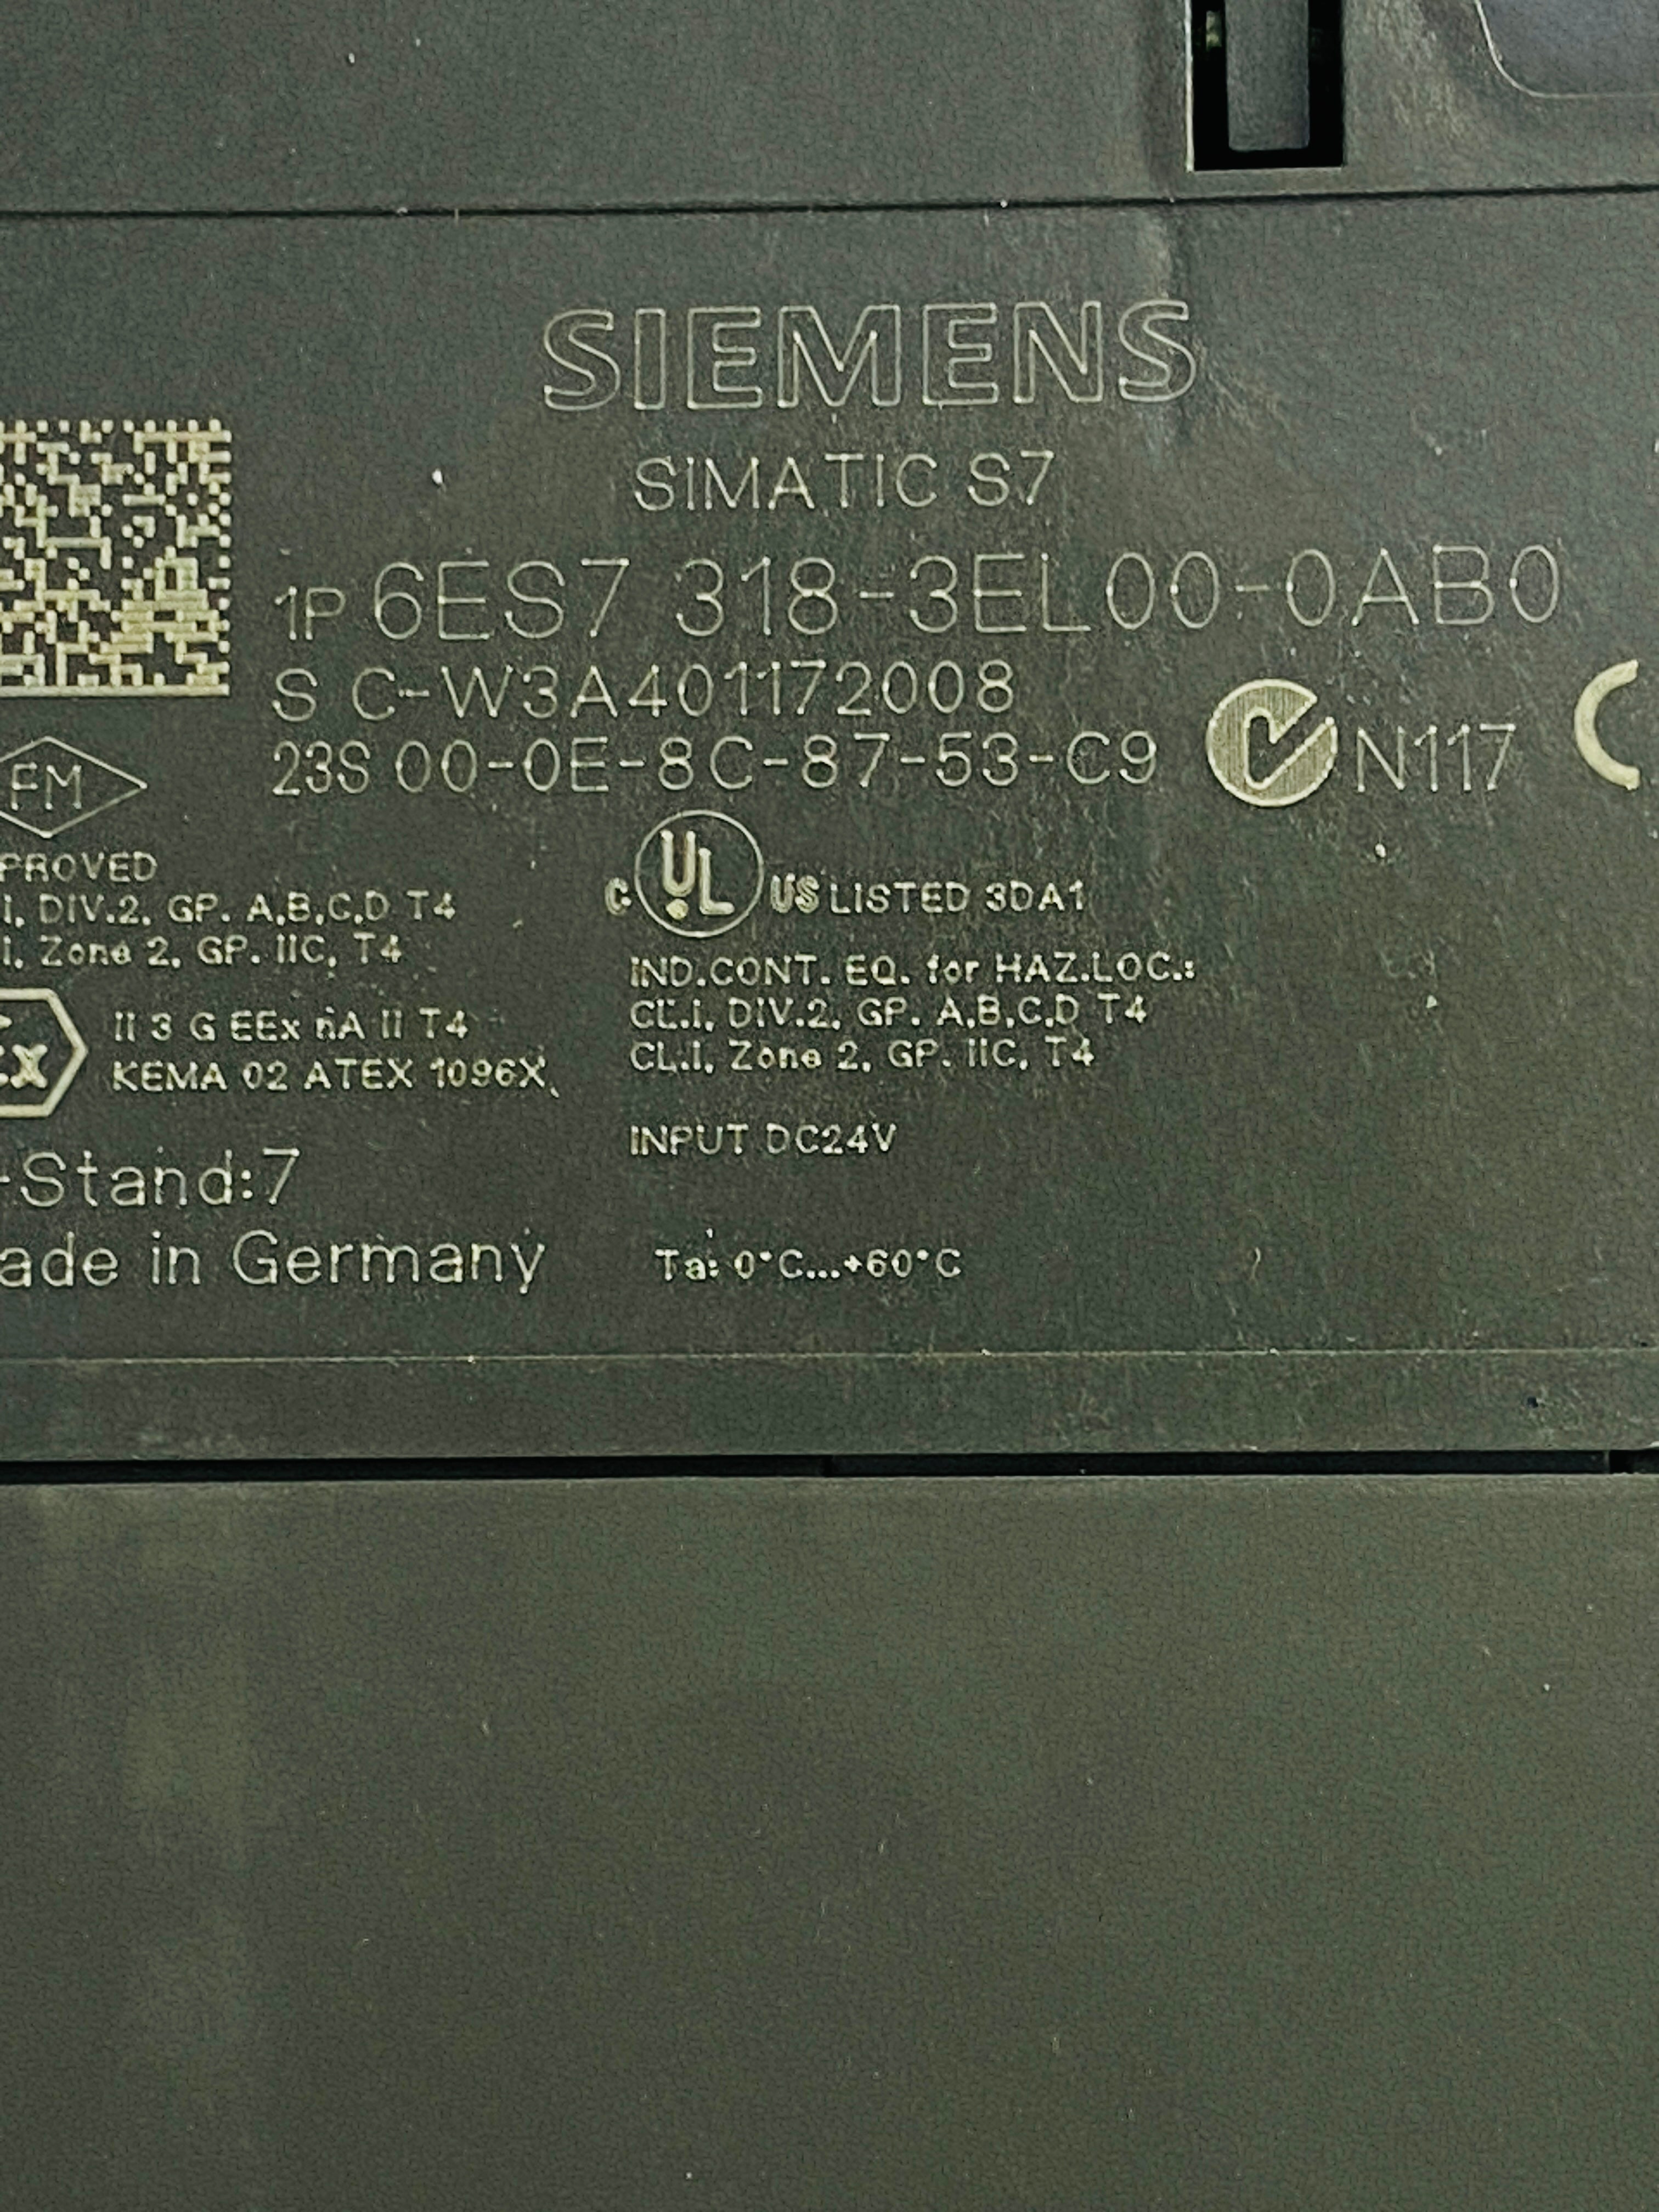 SIEMENS
SIMATIC S7
1P 6ES7 318-3EL00-0AB0
S C-W3A401172008
23S 00-0E-8C-87-53-C9
N117
FM
PROVED
I, DIV.2, GP. A,B,C,D T4
I, Zone 2, GP. IIC, T4
II 3 G EEx nA II T4
KEMA 02 ATEX 1096X
-Stand:7
ade in Germany
C UL US LISTED 3DA1
IND.CONT. EQ. for HAZ.LOC.:
CL.I, DIV.2, GP. A,B,C,D T4
CL.I, Zone 2, GP. IIC, T4
INPUT DC24V
Ta: 0°C...+60°C